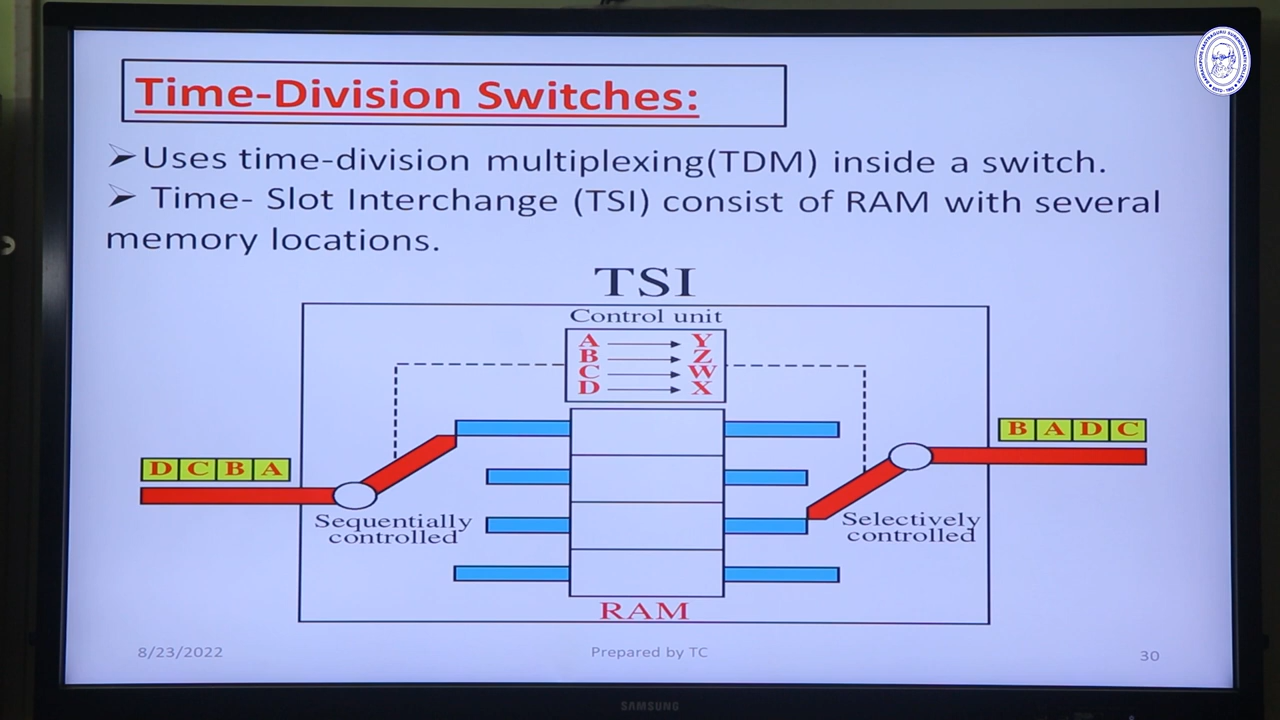 Time-Division Switches:
➢Uses time-division multiplexing(TDM) inside a switch.
➢ Time- Slot Interchange (TSI) consist of RAM with several
memory locations.
TSI
Control unit
A → Y
B → Z
C → W
D → X
D C B A
B A D C
Sequentially
controlled
Selectively
controlled
RAM
8/23/2022
Prepared by TC
30
SAMSUNG